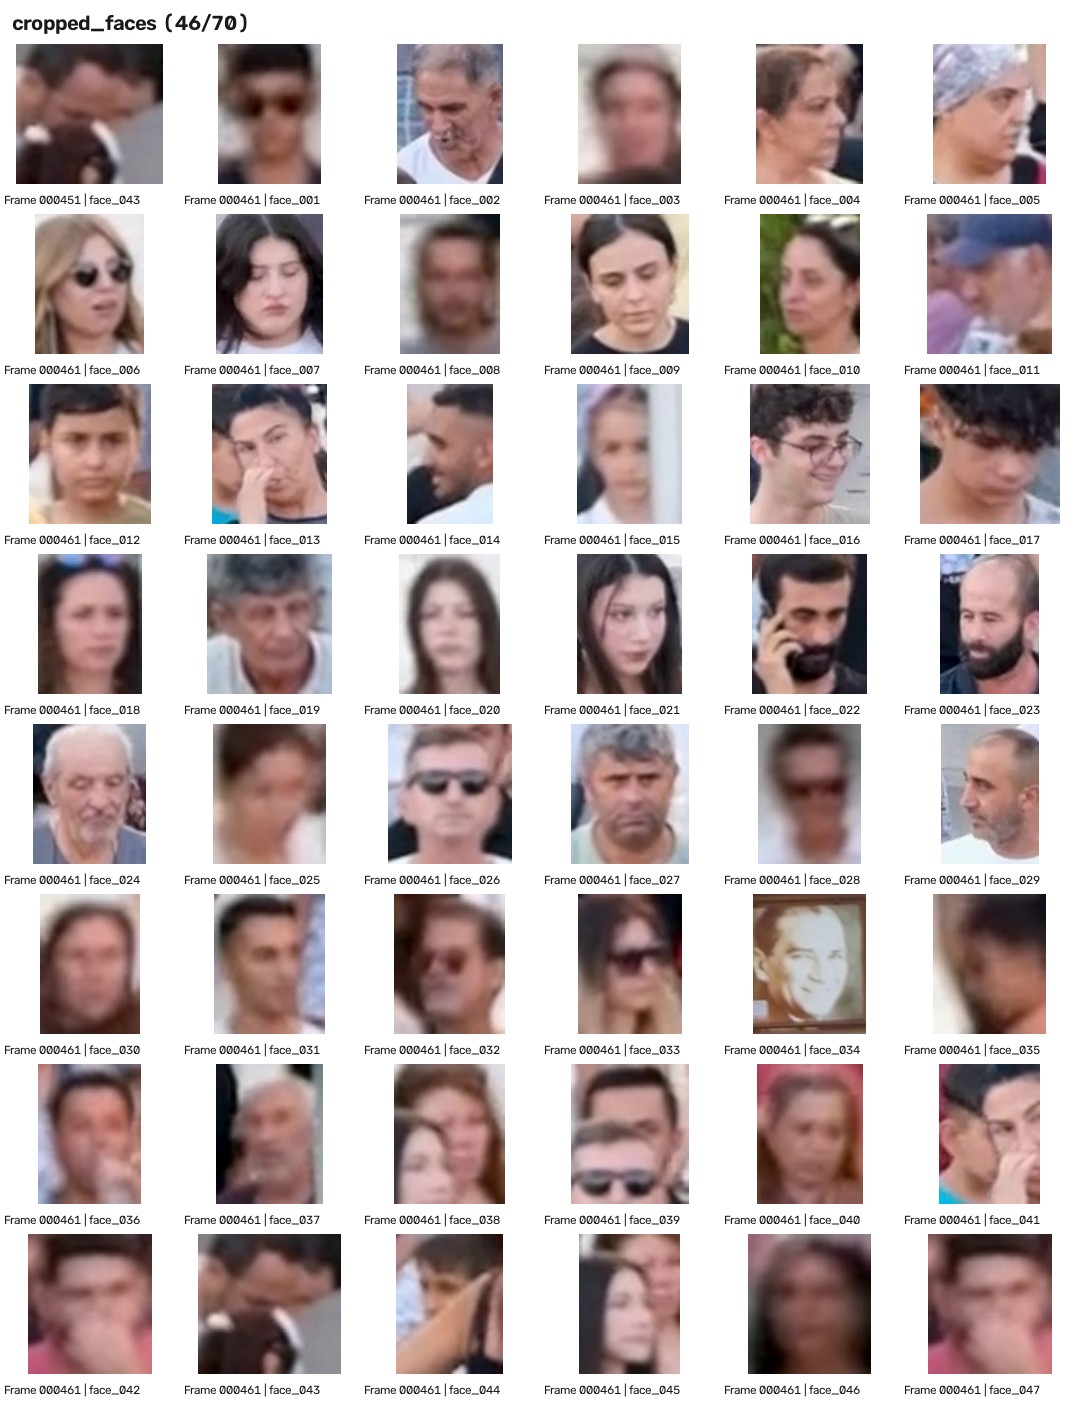 cropped_faces (46/70)
Frame 000451 | face_043
Frame 000461 | face_001
Frame 000461 | face_002
Frame 000461 | face_003
Frame 000461 | face_004
Frame 000461 | face_005
Frame 000461 | face_006
Frame 000461 | face_007
Frame 000461 | face_008
Frame 000461 | face_009
Frame 000461 | face_010
Frame 000461 | face_011
Frame 000461 | face_012
Frame 000461 | face_013
Frame 000461 | face_014
Frame 000461 | face_015
Frame 000461 | face_016
Frame 000461 | face_017
Frame 000461 | face_018
Frame 000461 | face_019
Frame 000461 | face_020
Frame 000461 | face_021
Frame 000461 | face_022
Frame 000461 | face_023
Frame 000461 | face_024
Frame 000461 | face_025
Frame 000461 | face_026
Frame 000461 | face_027
Frame 000461 | face_028
Frame 000461 | face_029
Frame 000461 | face_030
Frame 000461 | face_031
Frame 000461 | face_032
Frame 000461 | face_033
Frame 000461 | face_034
Frame 000461 | face_035
Frame 000461 | face_036
Frame 000461 | face_037
Frame 000461 | face_038
Frame 000461 | face_039
Frame 000461 | face_040
Frame 000461 | face_041
Frame 000461 | face_042
Frame 000461 | face_043
Frame 000461 | face_044
Frame 000461 | face_045
Frame 000461 | face_046
Frame 000461 | face_047